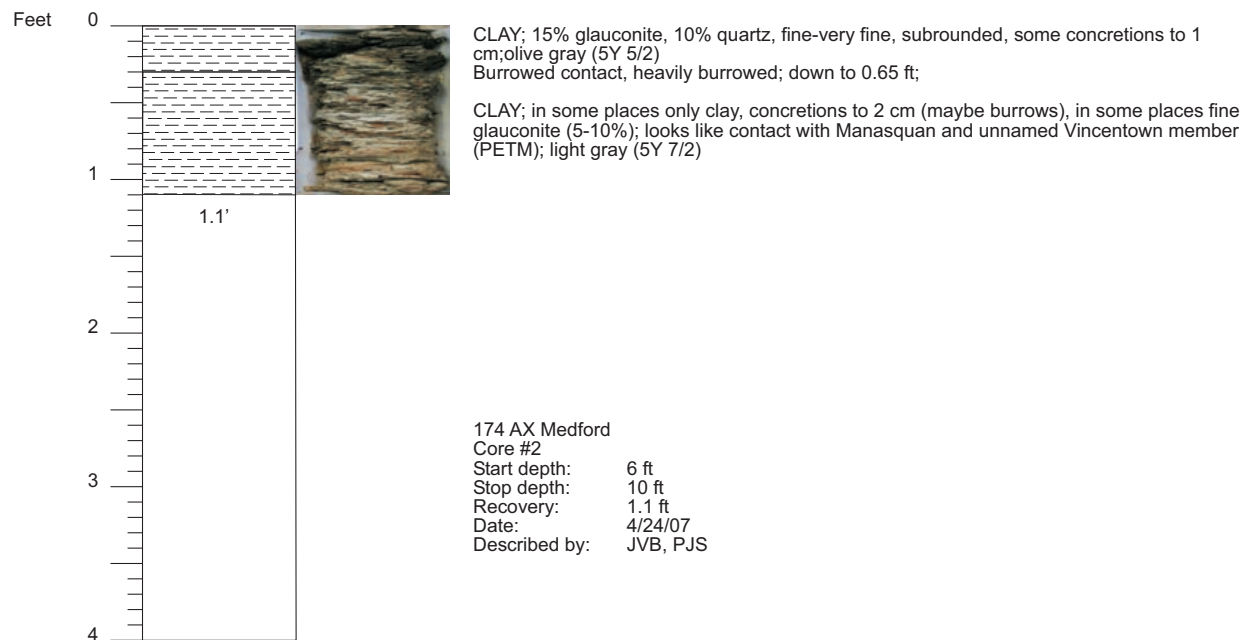 Feet
0
CLAY; 15% glauconite, 10% quartz, fine-very fine, subrounded, some concretions to 1
cm;olive gray (5Y 5/2)
Burrowed contact, heavily burrowed; down to 0.65 ft;
CLAY; in some places only clay, concretions to 2 cm (maybe burrows), in some places fine
glauconite (5-10%); looks like contact with Manasquan and unnamed Vincentown member
(PETM); light gray (5Y 7/2)
1
1.1’
2
174 AX Medford
Core #2
Start depth: 6 ft
Stop depth: 10 ft
Recovery: 1.1 ft
Date: 4/24/07
Described by: JVB, PJS
3
4